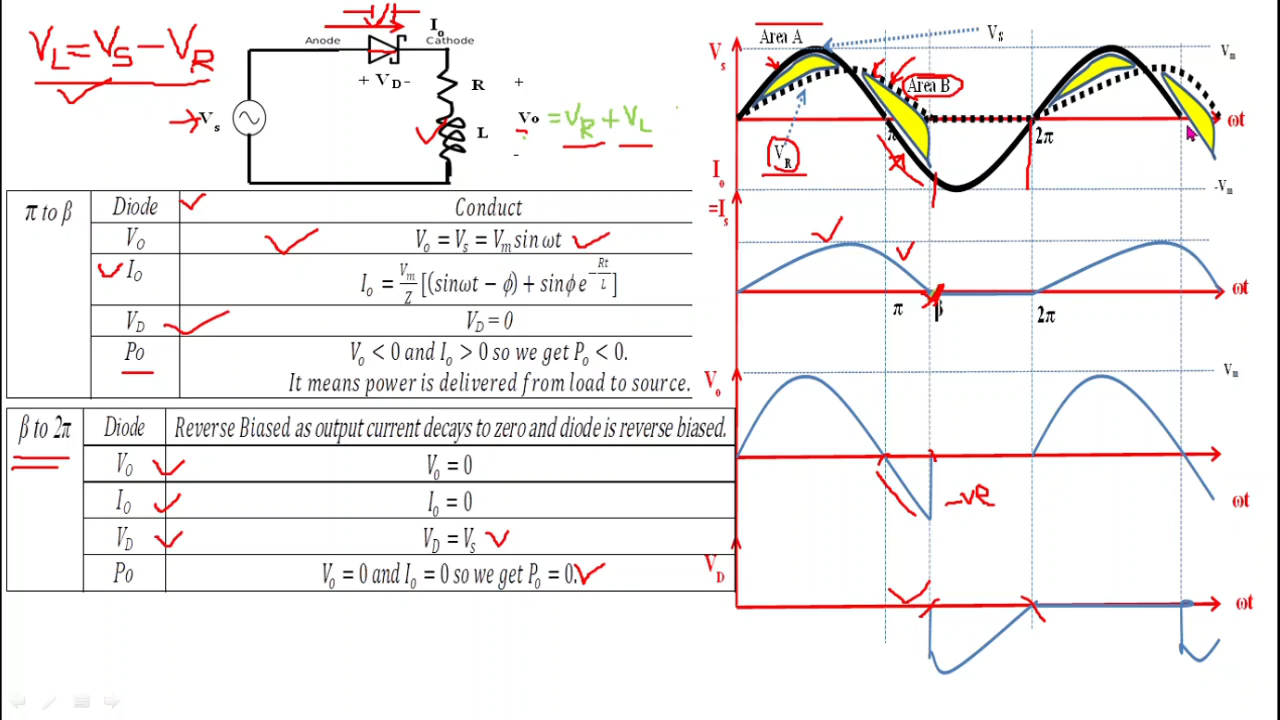 V_L = V_S − V_R
Anode
Cathode
I₀
+ V_D -
R
L
+
V₀ = V_R + V_L
-
V_s
π to β
Diode
Conduct
V_O
V_o = V_s = V_m sin ωt
I_O
I_o = V_m/Z [(sinωt − ϕ) + sinϕ e^(−Rt/L)]
V_D
V_D = 0
Po
V_o < 0 and I_o > 0 so we get P_o < 0.
It means power is delivered from load to source.
β to 2π
Diode
Reverse Biased as output current decays to zero and diode is reverse biased.
V_O
V_o = 0
I_O
I_o = 0
V_D
V_D = V_s
Po
V_o = 0 and I_o = 0 so we get P_o = 0.
V_s
Area A
V_s
V_m
Area B
ωt
π
2π
V_R
-V_m
I_o
=I_s
ωt
π
β
2π
V_o
V_m
-VR
ωt
V_D
ωt